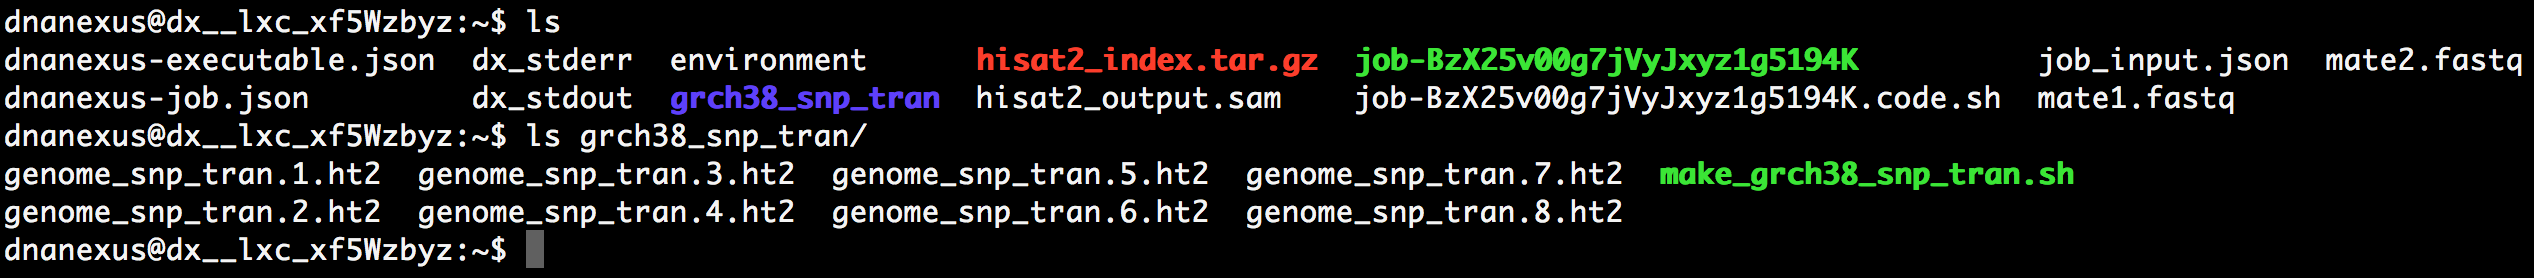 dnanexus@dx__lxc_xf5Wzbyz:~$ ls
dnanexus-executable.json  dx_stderr  environment       hisat2_index.tar.gz  job-BzX25v00g7jVyJxyz1g5194K          job_input.json  mate2.fastq
dnanexus-job.json         dx_stdout  grch38_snp_tran  hisat2_output.sam    job-BzX25v00g7jVyJxyz1g5194K.code.sh  mate1.fastq
dnanexus@dx__lxc_xf5Wzbyz:~$ ls grch38_snp_tran/
genome_snp_tran.1.ht2  genome_snp_tran.3.ht2  genome_snp_tran.5.ht2  genome_snp_tran.7.ht2  make_grch38_snp_tran.sh
genome_snp_tran.2.ht2  genome_snp_tran.4.ht2  genome_snp_tran.6.ht2  genome_snp_tran.8.ht2
dnanexus@dx__lxc_xf5Wzbyz:~$